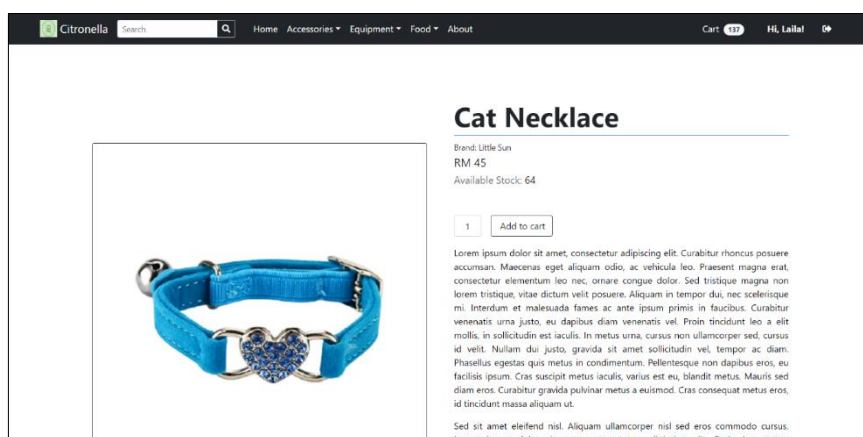 Citronella Search Home Accessories Equipment Food About Cart 137 Hi, Laila!
Cat Necklace
Brand: Little Sun
RM 45
Available Stock: 64
1 Add to cart
Lorem ipsum dolor sit amet, consectetur adipiscing elit. Curabitur rhoncus posuere
accumsan. Maecenas eget aliquam odio, ac vehicula leo. Praesent magna erat,
consectetur elementum leo nec, ornare congue dolor. Sed tristique magna non
lorem tristique, vitae dictum velit posuere. Aliquam in tempor dui, nec scelerisque
mi. Interdum et malesuada fames ac ante ipsum primis in faucibus. Curabitur
venenatis urna justo, eu dapibus diam venenatis vel. Proin tincidunt leo a elit
mollis, in sollicitudin est iaculis. In metus urna, cursus non ullamcorper sed, cursus
id velit. Nullam dui justo, gravida sit amet sollicitudin vel, tempor ac diam.
Phasellus egestas quis metus in condimentum. Pellentesque non dapibus eros, eu
facilisis ipsum. Cras suscipit metus iaculis, varius est eu, blandit metus. Mauris sed
diam eros. Curabitur gravida pulvinar metus a euismod. Cras consequat metus eros,
id tincidunt massa aliquam ut.
Sed sit amet eleifend nisl. Aliquam ullamcorper nisl sed eros commodo cursus.